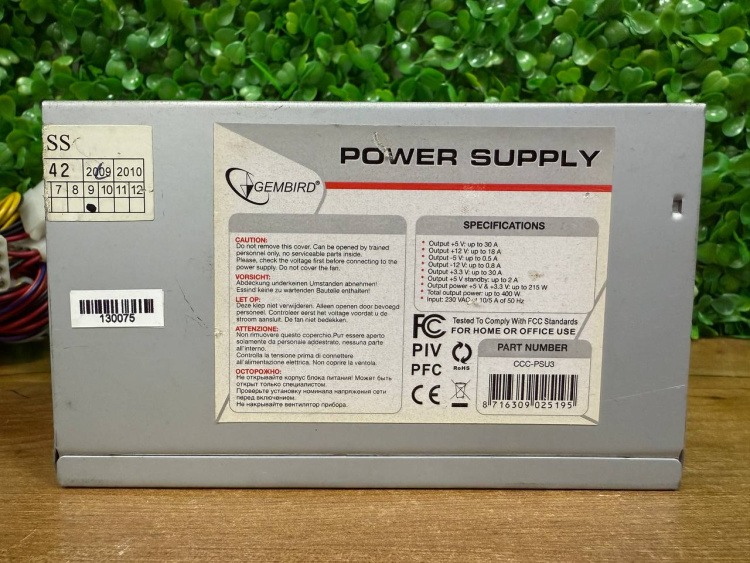 SS
42 2009 2010
7 8 9 10 11 12
130075
GEMBIRD®
POWER SUPPLY
CAUTION:
Do not remove this cover. Can be opened by trained
personnel only, no serviceable parts inside.
Please, check the voltage first before connecting to the
power supply. Do not cover the fan.
VORSICHT:
Abdeckung underkeinen Umstanden abnehmen!
Essind keine zu wartenden Bauteile enthalten!
LET OP:
Deze klep niet verwijderen. Alleen openen door bevoegd
personeel. Controleer eerst het voltage voordat u de
stroom aansluit. De fan niet bedekken.
ATTENZIONE:
Non rimuovere questo coperchio.Pur essere aperto
solamente da personale addestrato, nessuna parte
all'interno.
Controlla la tensione prima di connettere
all'alimentazione elettrica. Non coprire la ventola.
ОСТОРОЖНО:
Не открывайте корпус блока питания! Может быть
открыт только специалистом.
Проверьте установку номинала напряжения сети
перед включением.
Не накрывайте вентилятор прибора.
SPECIFICATIONS
* Output +5 V: up to 30 A
* Output +12 V: up to 18 A
* Output -5 V: up to 0.5 A
* Output -12 V: up to 0.8 A
* Output +3.3 V: up to 30 A
* Output +5 V standby: up to 2 A
* Output power +5 V & +3.3 V: up to 215 W
* Total output power: up to 400 W
* Input: 230 VAC 10/5 A of 50 Hz
FC Tested To Comply With FCC Standards
FOR HOME OR OFFICE USE
PIV
PFC
RoHS
CE
PART NUMBER
CCC-PSU3
8 716309 025195